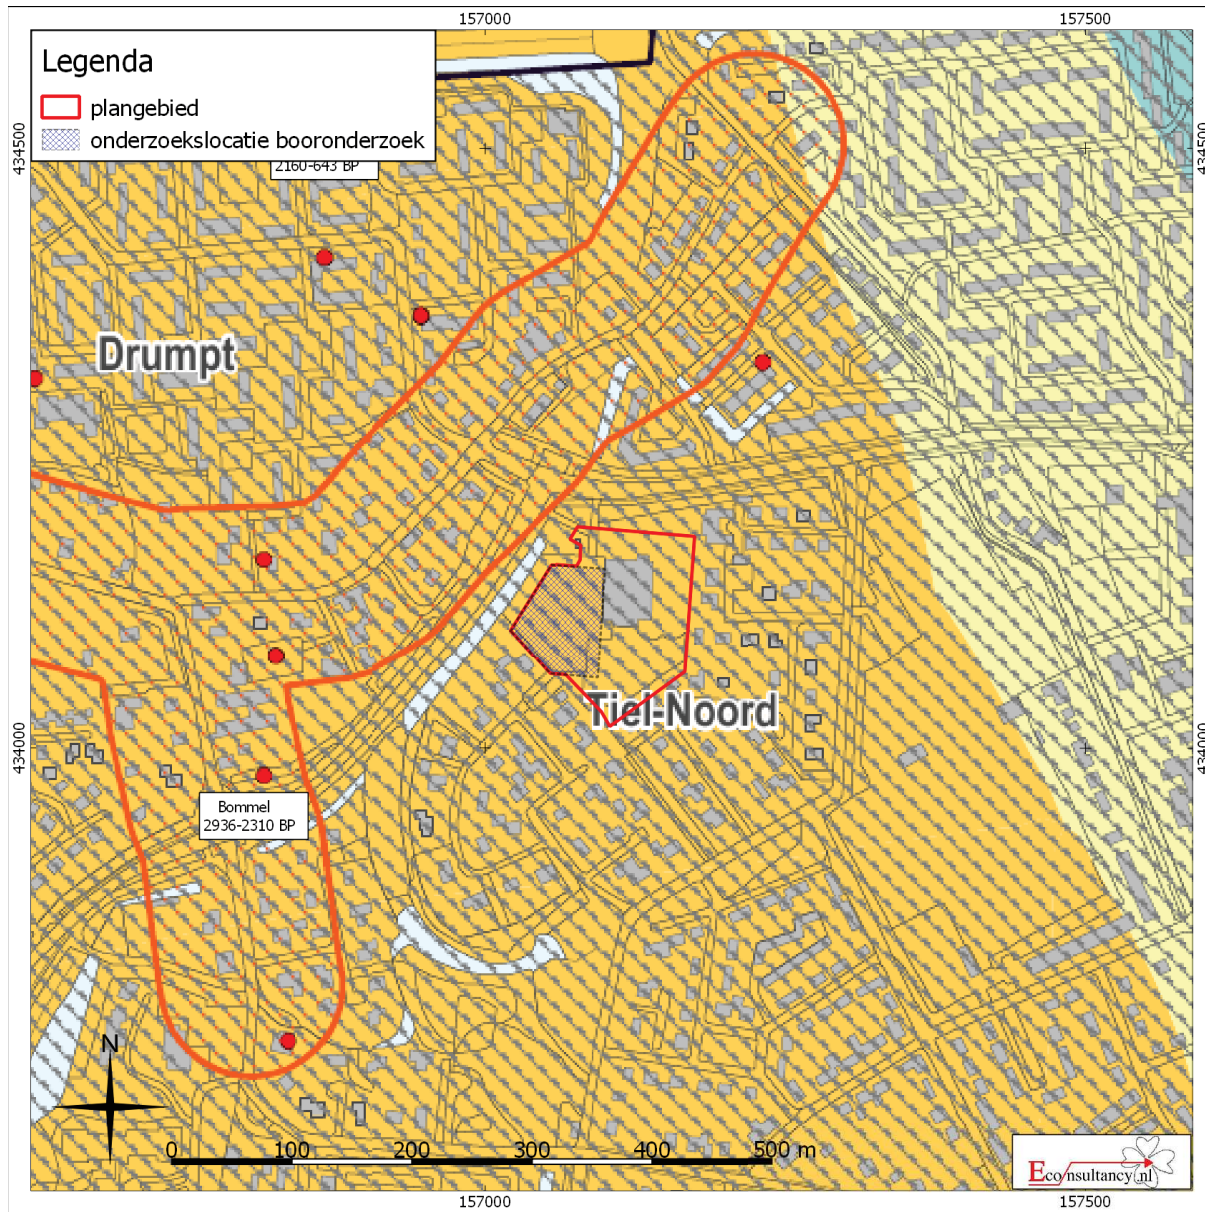 157000
157500
Legenda
plangebied
onderzoekslocatie booronderzoek
2160-643 BP
434500
434500
Drumpt
Tiel-Noord
434000
434000
Bommel
2936-2310 BP
N
0 100 200 300 400 500 m
Econsultancy.nl
157000
157500